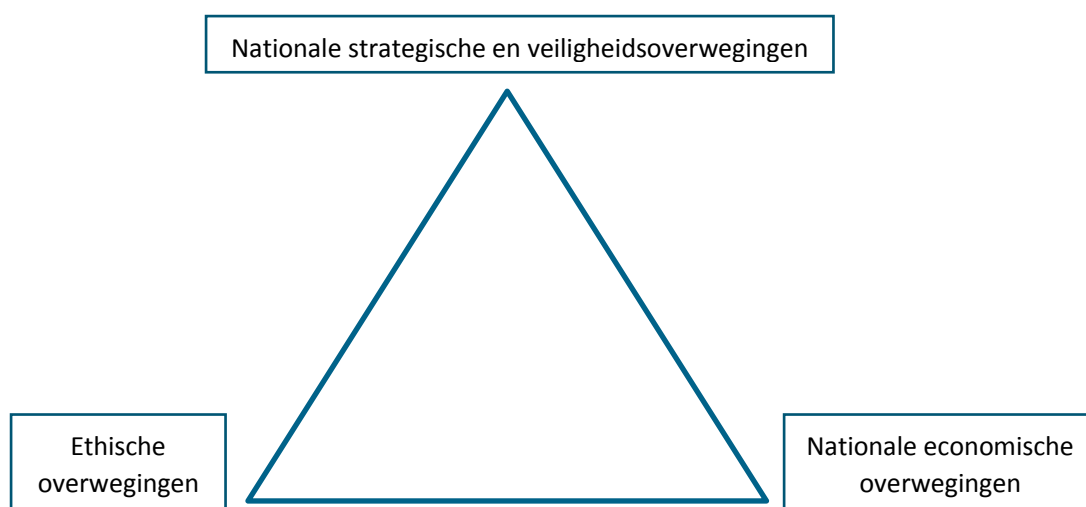 Nationale strategische en veiligheidsoverwegingen
Ethische
overwegingen
Nationale economische
overwegingen